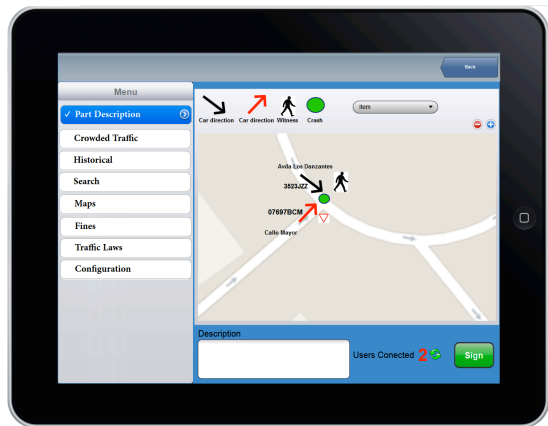 Back
Menu
✓ Part Description
Crowded Traffic
Historical
Search
Maps
Fines
Traffic Laws
Configuration
Car direction Car direction Witness Crash
Item
Avda Los Danzantes
3523JZZ
07697BCM
Calle Mayor
Description
Users Conected 2
Sign